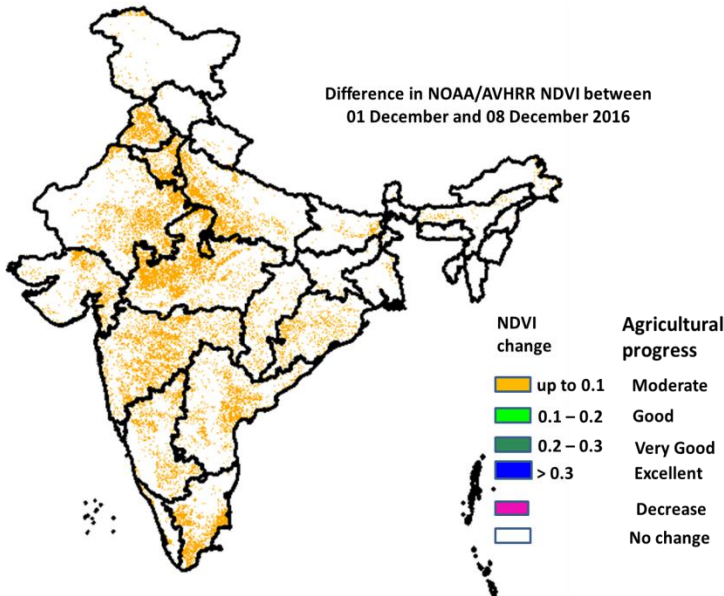 Difference in NOAA/AVHRR NDVI between
01 December and 08 December 2016
NDVI change
Agricultural progress
up to 0.1 Moderate
0.1 – 0.2 Good
0.2 – 0.3 Very Good
> 0.3 Excellent
Decrease
No change